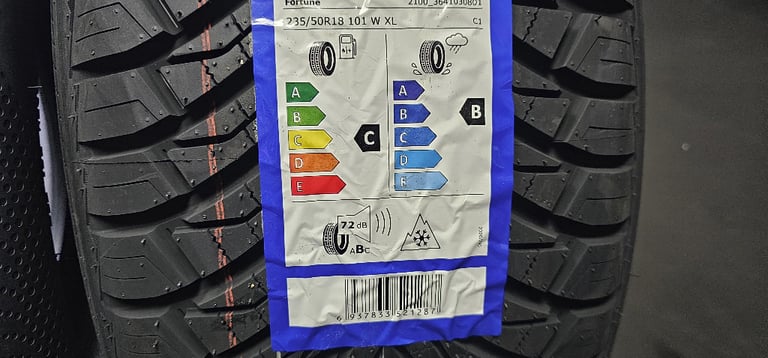 Fortune 2100_3641030801
235/50R18 101 W XL C1
A A
B B B
C C C
D D
E
72 dB
ABC
6 937833 521287